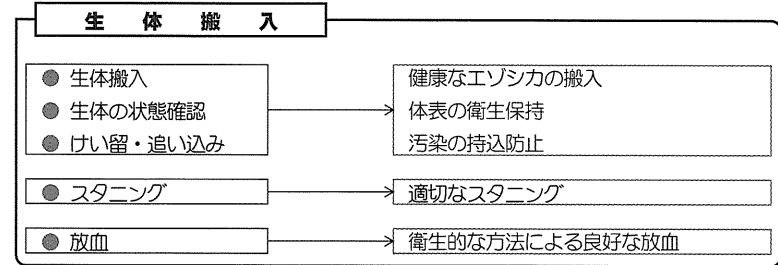 生体搬入
● 生体搬入
● 生体の状態確認
● けい留・追い込み
健康なエゾシカの搬入
体表の衛生保持
汚染の持込防止
● スタニング
適切なスタニング
● 放血
衛生的な方法による良好な放血